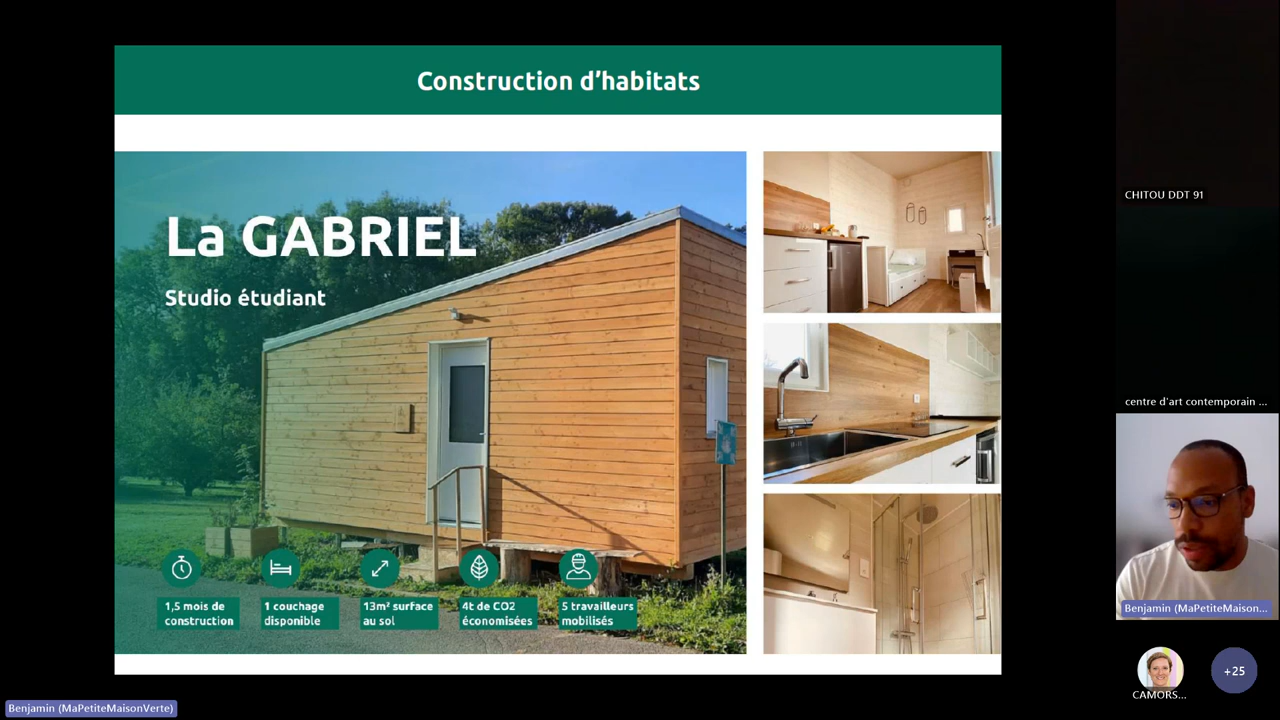 Construction d'habitats
La GABRIEL
Studio étudiant
1,5 mois de
construction
1 couchage
disponible
13m² surface
au sol
4t de CO2
économisées
5 travailleurs
mobilisés
CHITOU DDT 91
centre d'art contemporain ...
Benjamin (MaPetiteMaison...
CAMORS...
+25
Benjamin (MaPetiteMaisonVerte)